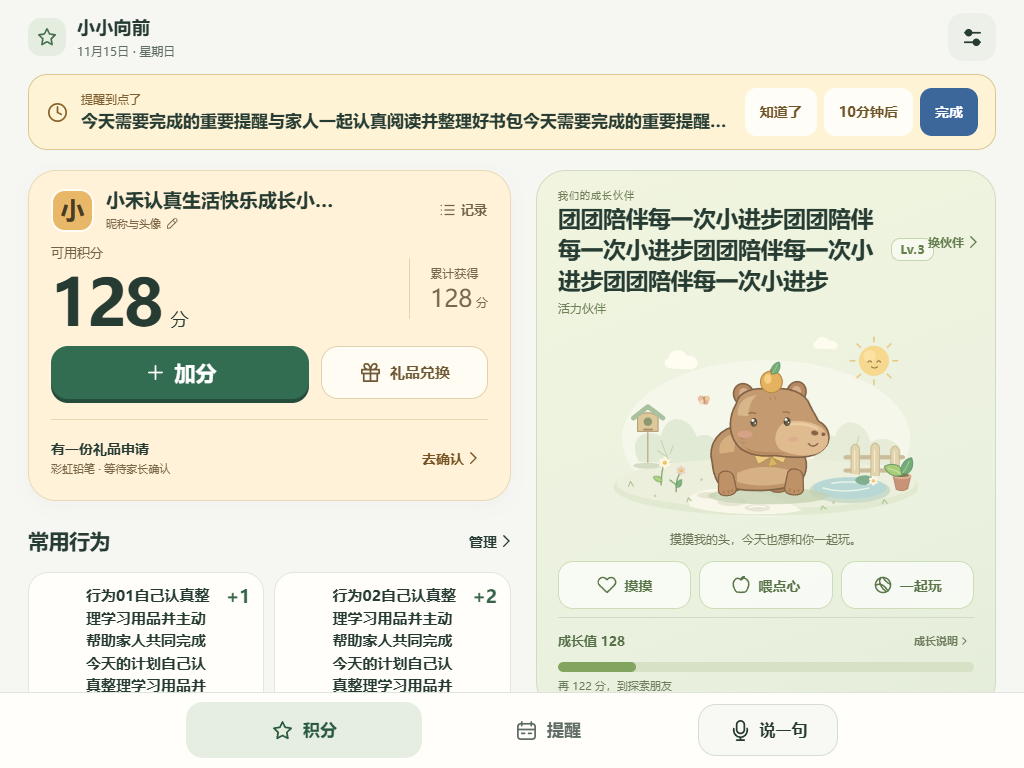 小小向前
11月15日 · 星期日
提醒到点了
今天需要完成的重要提醒与家人一起认真阅读并整理好书包今天需要完成的重要提醒...
知道了
10分钟后
完成
小
小禾认真生活快乐成长小...
昵称与头像
记录
可用积分
128 分
累计获得
128 分
加分
礼品兑换
有一份礼品申请
彩虹铅笔 · 等待家长确认
去确认
常用行为
管理
行为01自己认真整
理学习用品并主动
帮助家人共同完成
今天的计划自己认
真整理学习用品并
+1
行为02自己认真整
理学习用品并主动
帮助家人共同完成
今天的计划自己认
真整理学习用品并
+2
我们的成长伙伴
团团陪伴每一次小进步团团陪伴
每一次小进步团团陪伴每一次小
进步团团陪伴每一次小进步
Lv.3
换伙伴
活力伙伴
摸摸我的头，今天也想和你一起玩。
摸摸
喂点心
一起玩
成长值 128
成长说明
再 122 分，到探索朋友
积分
提醒
说一句